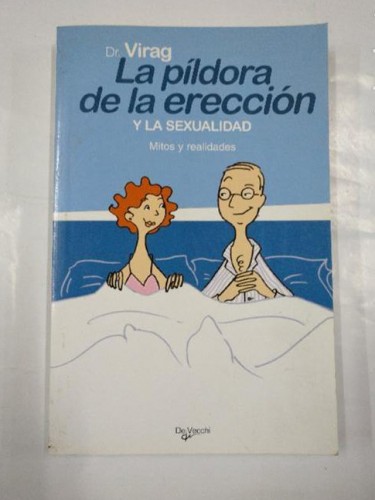 Dr. Virag
La píldora
de la erección
Y LA SEXUALIDAD
Mitos y realidades
De Vecchi